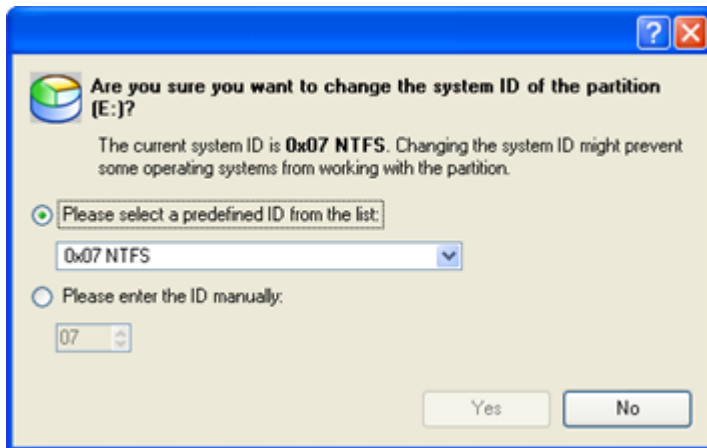 ?
Are you sure you want to change the system ID of the partition
(E:)?
The current system ID is 0x07 NTFS. Changing the system ID might prevent
some operating systems from working with the partition.
Please select a predefined ID from the list:
0x07 NTFS
Please enter the ID manually:
07
Yes No